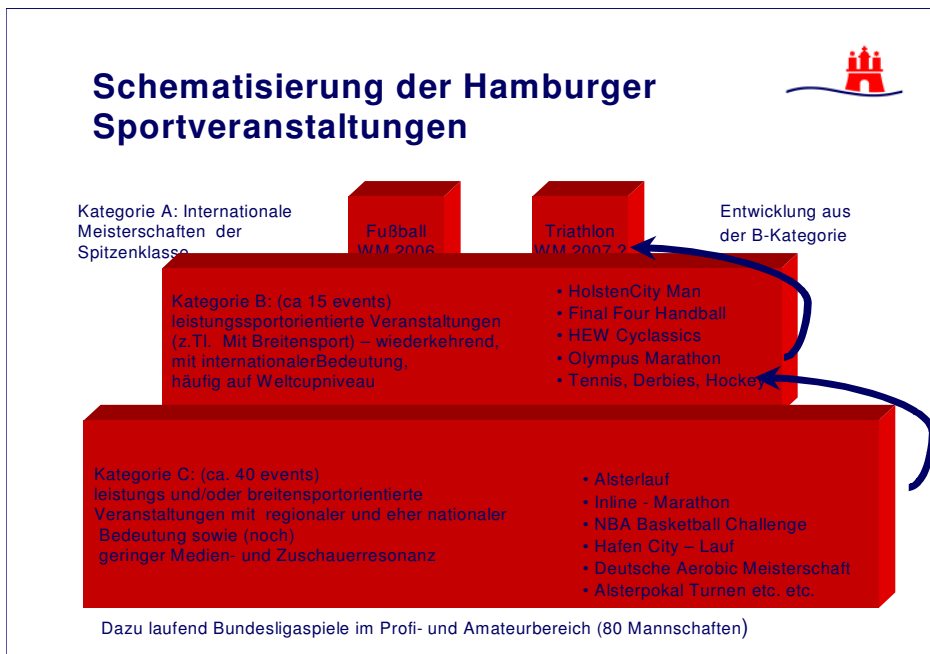 Schematisierung der Hamburger
Sportveranstaltungen
Kategorie A: Internationale
Meisterschaften der
Spitzenklasse
Fußball
WM 2006
Triathlon
WM 2007 ?
Entwicklung aus
der B-Kategorie
Kategorie B: (ca 15 events)
leistungssportorientierte Veranstaltungen
(z.Tl. Mit Breitensport) – wiederkehrend,
mit internationalerBedeutung,
häufig auf Weltcupniveau
• HolstenCity Man
• Final Four Handball
• HEW Cyclassics
• Olympus Marathon
• Tennis, Derbies, Hockey
Kategorie C: (ca. 40 events)
leistungs und/oder breitensportorientierte
Veranstaltungen mit regionaler und eher nationaler
Bedeutung sowie (noch)
geringer Medien- und Zuschauerresonanz
• Alsterlauf
• Inline - Marathon
• NBA Basketball Challenge
• Hafen City – Lauf
• Deutsche Aerobic Meisterschaft
• Alsterpokal Turnen etc. etc.
Dazu laufend Bundesligaspiele im Profi- und Amateurbereich (80 Mannschaften)